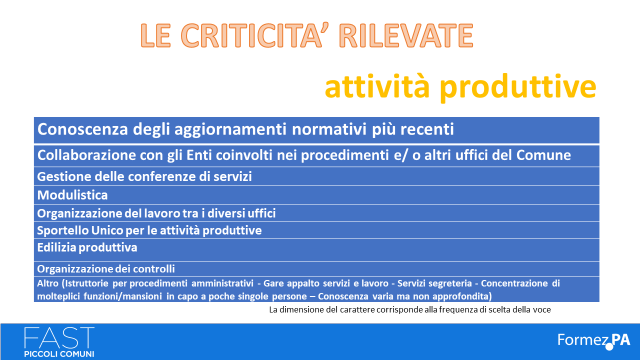 LE CRITICITA’ RILEVATE
attività produttive
Conoscenza degli aggiornamenti normativi più recenti
Collaborazione con gli Enti coinvolti nei procedimenti e/ o altri uffici del Comune
Gestione delle conferenze di servizi
Modulistica
Organizzazione del lavoro tra i diversi uffici
Sportello Unico per le attività produttive
Edilizia produttiva
Organizzazione dei controlli
Altro (Istruttorie per procedimenti amministrativi - Gare appalto servizi e lavoro - Servizi segreteria - Concentrazione di
molteplici funzioni/mansioni in capo a poche singole persone – Conoscenza varia ma non approfondita)
La dimensione del carattere corrisponde alla frequenza di scelta della voce
FAST
PICCOLI COMUNI
Formez PA